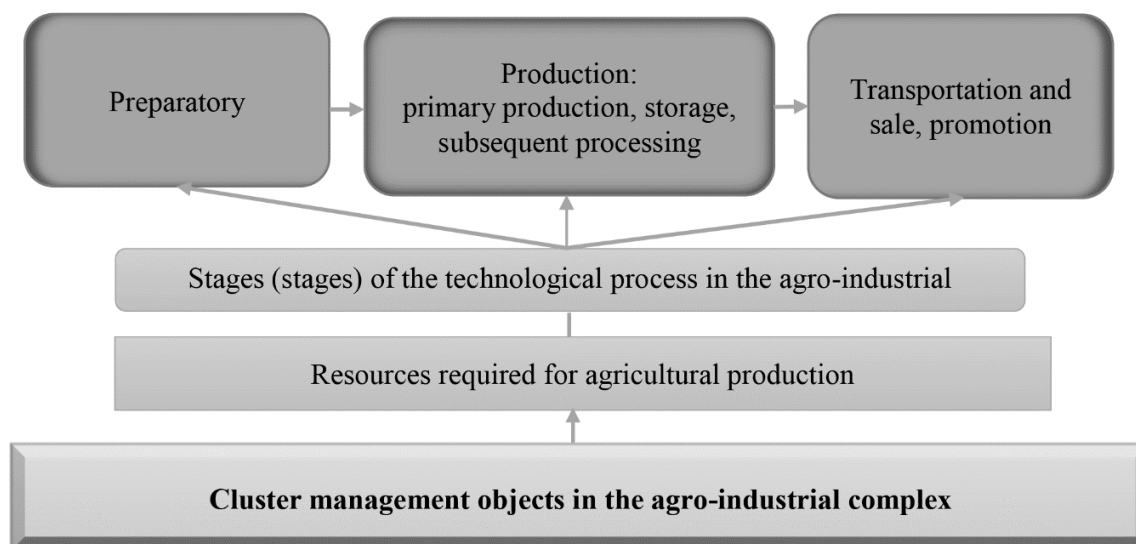 Preparatory
Production:
primary production, storage,
subsequent processing
Transportation and
sale, promotion
Stages (stages) of the technological process in the agro-industrial
Resources required for agricultural production
Cluster management objects in the agro-industrial complex